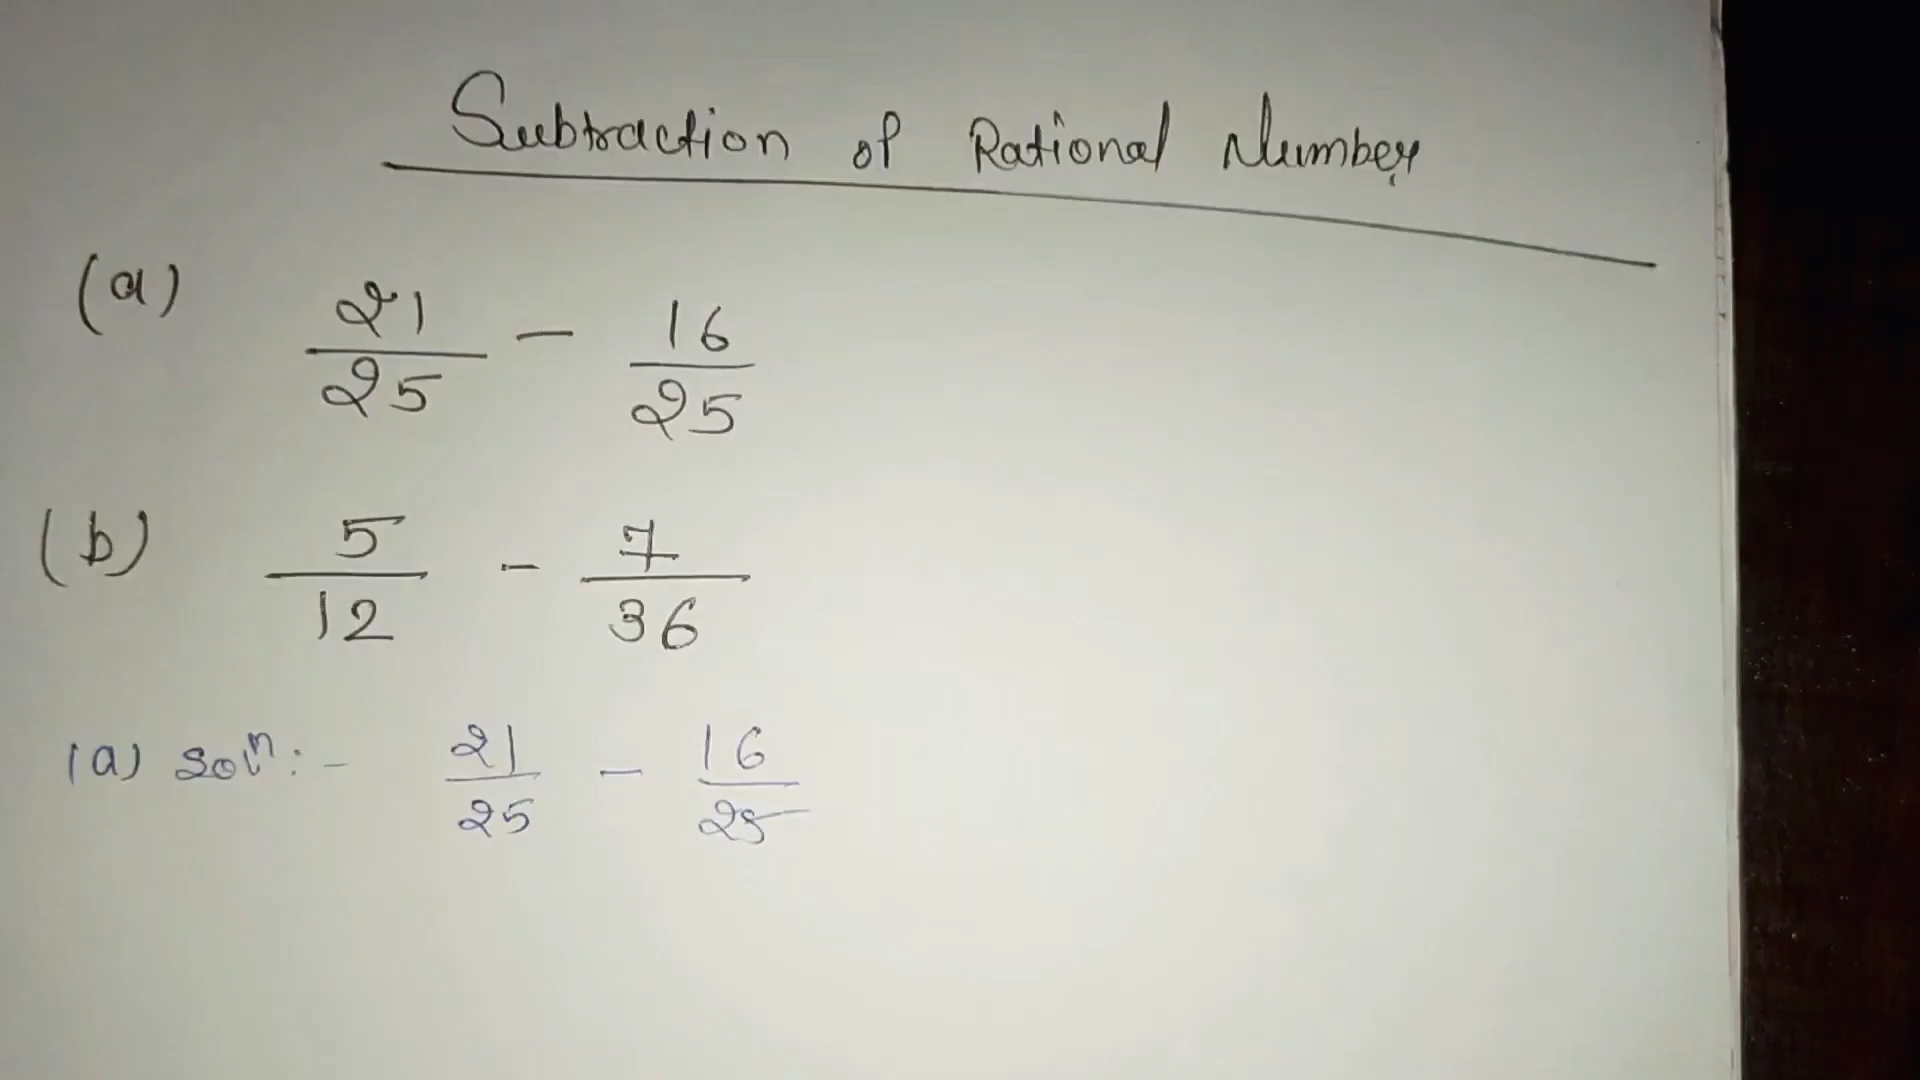 Subtraction of Rational Number
(a) 21/25 - 16/25
(b) 5/12 - 7/36
(a) Solⁿ:- 21/25 - 16/25